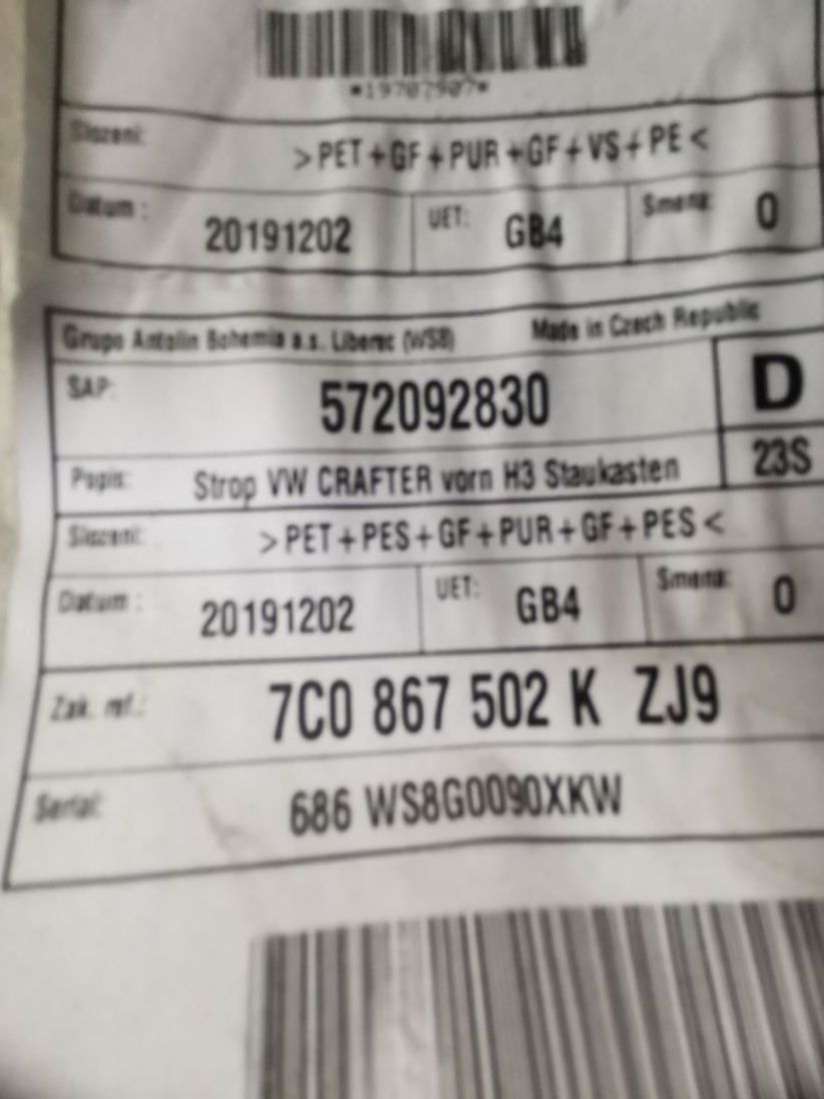 *19707507*
Slozeni: >PET+GF+PUR+GF+VS+PE<
Datum: 20191202 UET: GB4 Smena: 0
Grupo Antolin Bohemia a.s. Liberec (WS8) Made in Czech Republic
SAP: 572092830 D
Popis: Strop VW CRAFTER vorn H3 Staukasten 23S
Slozeni: >PET+PES+GF+PUR+GF+PES<
Datum: 20191202 UET: GB4 Smena: 0
Zak. ref.: 7C0 867 502 K ZJ9
Serial: 686 WS8G0090XKW